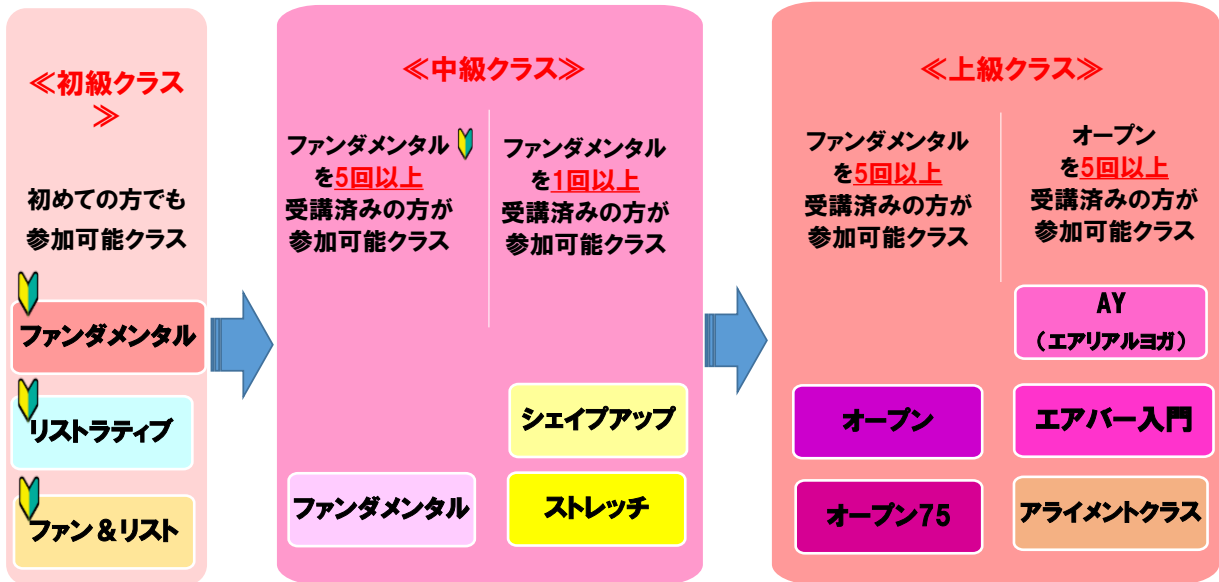 ≪初級クラス
≫
初めての方でも
参加可能クラス
ファンダメンタル
リストラティブ
ファン＆リスト
≪中級クラス≫
ファンダメンタル
を5回以上
受講済みの方が
参加可能クラス
ファンダメンタル
ファンダメンタル
を1回以上
受講済みの方が
参加可能クラス
シェイプアップ
ストレッチ
≪上級クラス≫
ファンダメンタル
を5回以上
受講済みの方が
参加可能クラス
オープン
オープン75
オープン
を5回以上
受講済みの方が
参加可能クラス
AY
（エアリアルヨガ）
エアバー入門
アライメントクラス